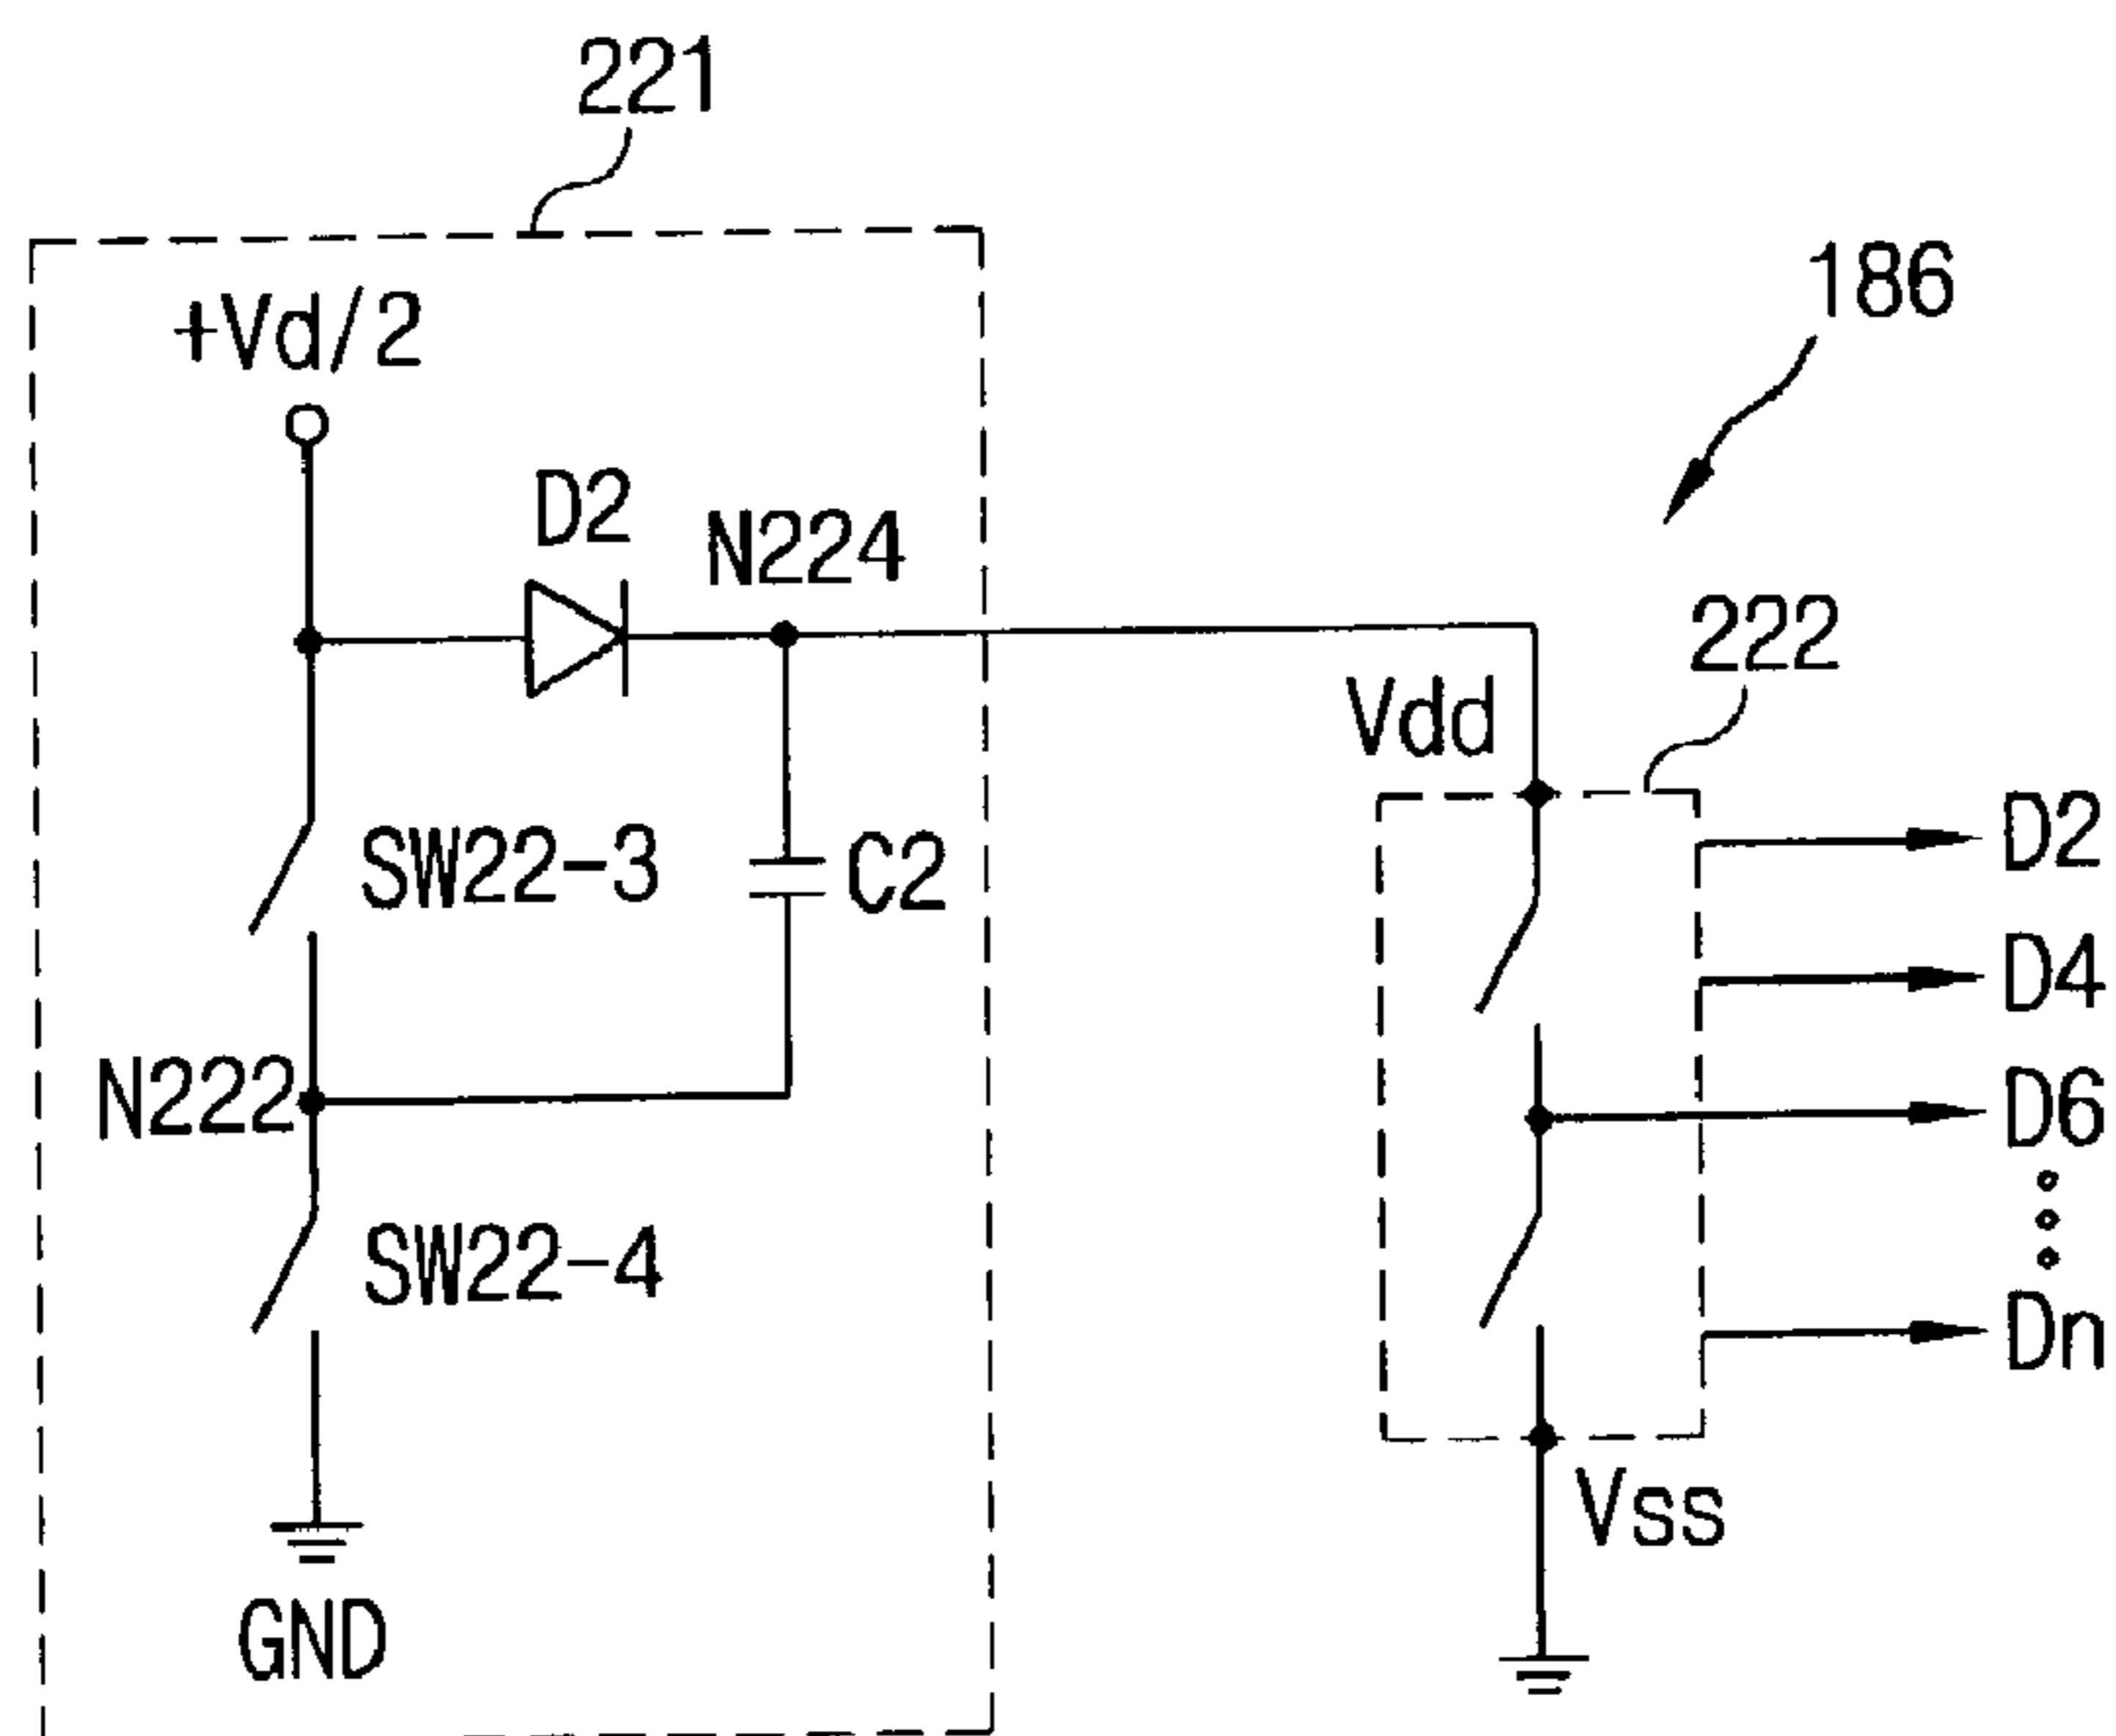 221
186
+Vd/2
D2
N224
222
Vdd
D2
SW22-3
C2
D4
N222
D6
SW22-4
Dn
Vss
GND